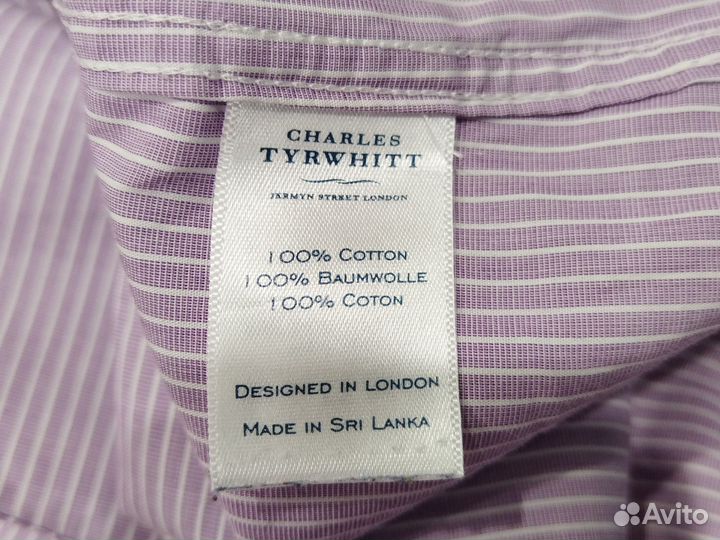 CHARLES
TYRWHITT
JERMYN STREET LONDON
100% COTTON
100% BAUMWOLLE
100% COTON
DESIGNED IN LONDON
MADE IN SRI LANKA
Avito